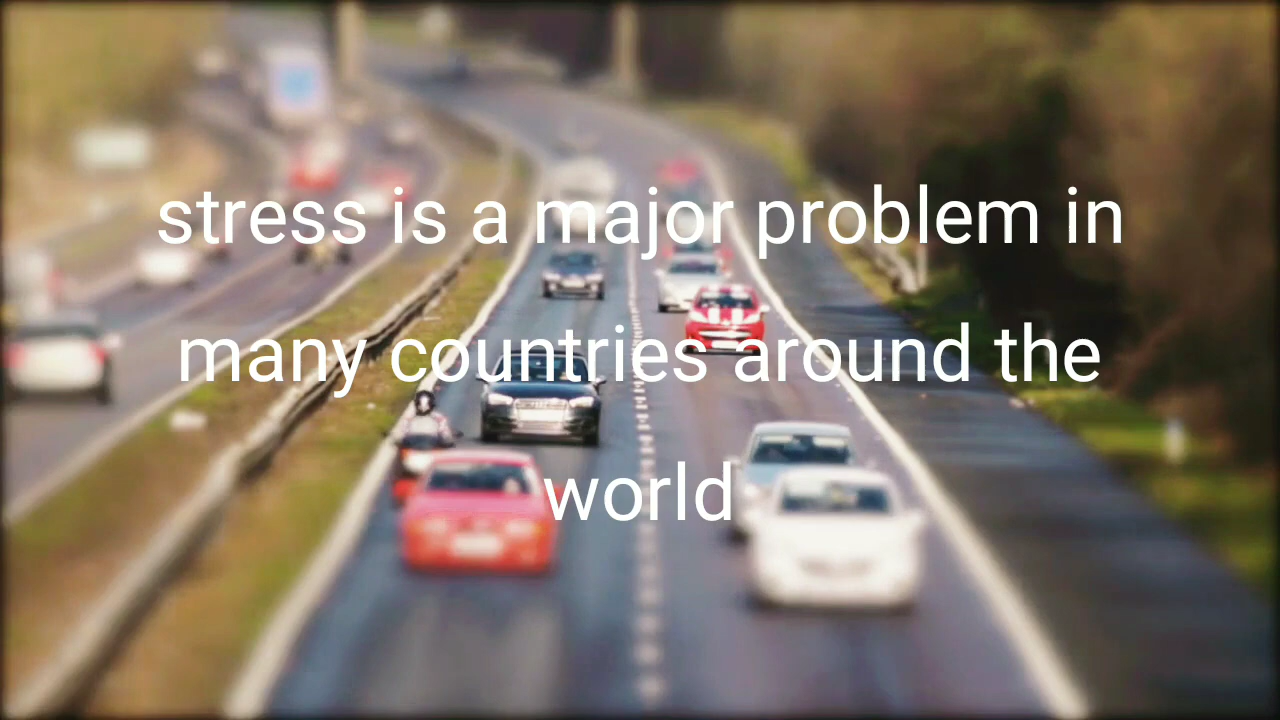 stress is a major problem in
many countries around the
world